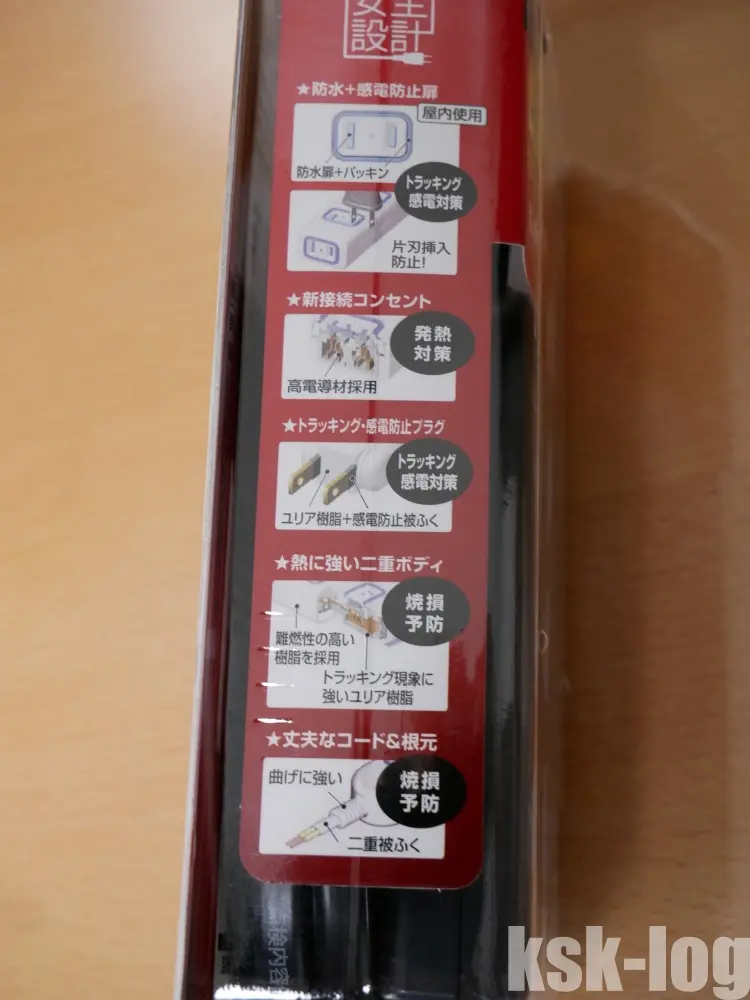 安全
設計
★防水+感電防止扉
屋内使用
防水扉+パッキン
トラッキング
感電対策
片刃挿入
防止!
★新接続コンセント
発熱
対策
高電導材採用
★トラッキング・感電防止プラグ
トラッキング
感電対策
ユリア樹脂+感電防止被ふく
★熱に強い二重ボディ
焼損
予防
難燃性の高い
樹脂を採用
トラッキング現象に
強いユリア樹脂
★丈夫なコード&根元
曲げに強い
焼損
予防
二重被ふく
ksk-log